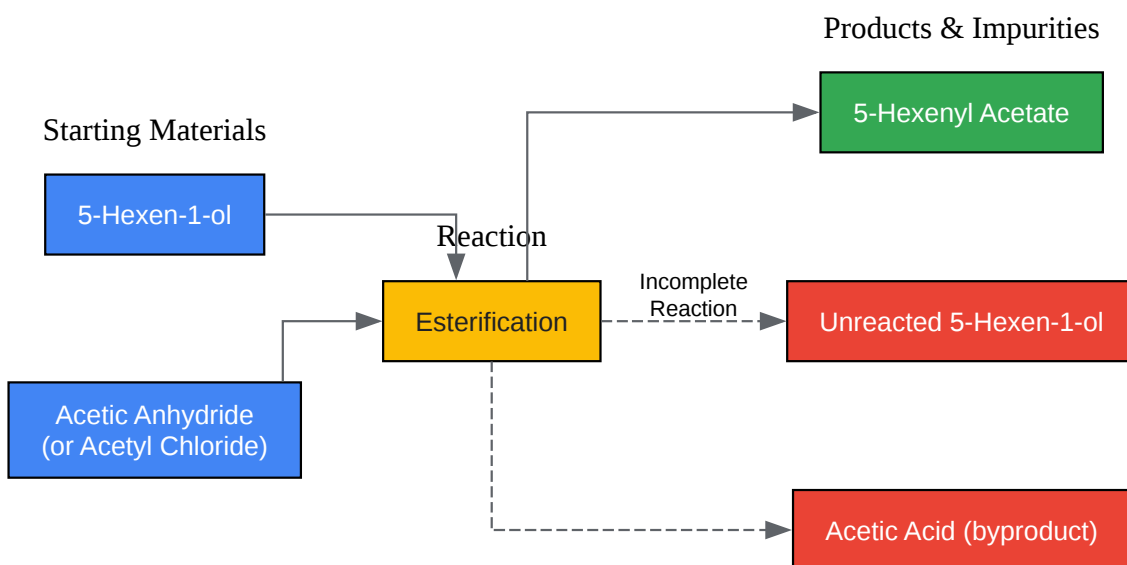 Products & Impurities
5-Hexenyl Acetate
Starting Materials
5-Hexen-1-ol
Reaction
Incomplete
Reaction
Esterification
Unreacted 5-Hexen-1-ol
Acetic Anhydride
(or Acetyl Chloride)
Acetic Acid (byproduct)